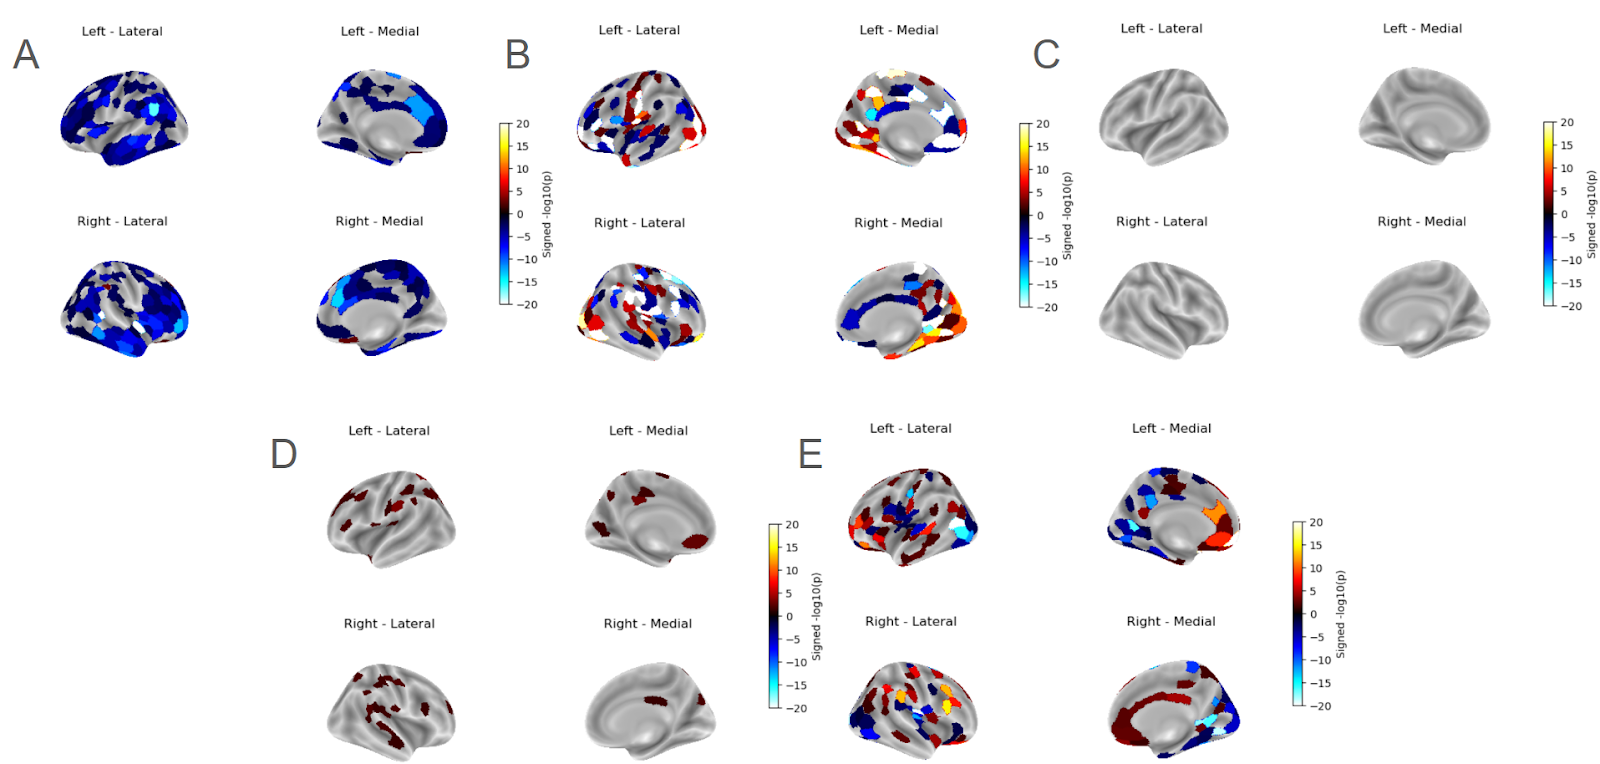 A
Left - Lateral
Left - Medial
20
15
10
5
0
−5
−10
−15
−20
Signed -log10(p)
Right - Lateral
Right - Medial
B
Left - Lateral
Left - Medial
20
15
10
5
0
−5
−10
−15
−20
Signed -log10(p)
Right - Lateral
Right - Medial
C
Left - Lateral
Left - Medial
20
15
10
5
0
−5
−10
−15
−20
Signed -log10(p)
Right - Lateral
Right - Medial
D
Left - Lateral
Left - Medial
20
15
10
5
0
−5
−10
−15
−20
Signed -log10(p)
Right - Lateral
Right - Medial
E
Left - Lateral
Left - Medial
20
15
10
5
0
−5
−10
−15
−20
Signed -log10(p)
Right - Lateral
Right - Medial